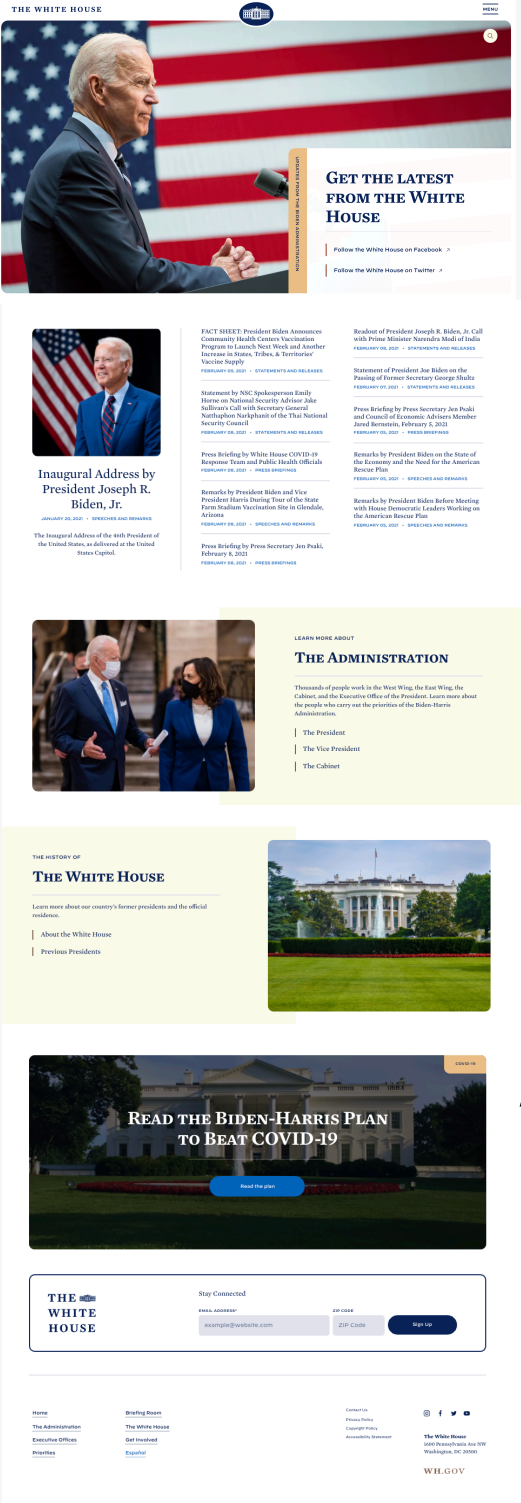 THE WHITE HOUSE
MENU
UPDATES FROM THE BIDEN ADMINISTRATION
GET THE LATEST
FROM THE WHITE
HOUSE
Follow the White House on Facebook ↗
Follow the White House on Twitter ↗
Inaugural Address by
President Joseph R.
Biden, Jr.
JANUARY 20, 2021 • SPEECHES AND REMARKS
The Inaugural Address of the 46th President of
the United States, as delivered at the United
States Capitol.
FACT SHEET: President Biden Announces
Community Health Centers Vaccination
Program to Launch Next Week and Another
Increase in States, Tribes, & Territories'
Vaccine Supply
FEBRUARY 09, 2021 • STATEMENTS AND RELEASES
Statement by NSC Spokesperson Emily
Horne on National Security Advisor Jake
Sullivan's Call with Secretary General
Natthaphon Narkphanit of the Thai National
Security Council
FEBRUARY 08, 2021 • STATEMENTS AND RELEASES
Press Briefing by White House COVID-19
Response Team and Public Health Officials
FEBRUARY 08, 2021 • PRESS BRIEFINGS
Remarks by President Biden and Vice
President Harris During Tour of the State
Farm Stadium Vaccination Site in Glendale,
Arizona
FEBRUARY 08, 2021 • SPEECHES AND REMARKS
Press Briefing by Press Secretary Jen Psaki,
February 8, 2021
FEBRUARY 08, 2021 • PRESS BRIEFINGS
Readout of President Joseph R. Biden, Jr. Call
with Prime Minister Narendra Modi of India
FEBRUARY 08, 2021 • STATEMENTS AND RELEASES
Statement of President Joe Biden on the
Passing of Former Secretary George Shultz
FEBRUARY 07, 2021 • STATEMENTS AND RELEASES
Press Briefing by Press Secretary Jen Psaki
and Council of Economic Advisers Member
Jared Bernstein, February 5, 2021
FEBRUARY 05, 2021 • PRESS BRIEFINGS
Remarks by President Biden on the State of
the Economy and the Need for the American
Rescue Plan
FEBRUARY 05, 2021 • SPEECHES AND REMARKS
Remarks by President Biden Before Meeting
with House Democratic Leaders Working on
the American Rescue Plan
FEBRUARY 05, 2021 • SPEECHES AND REMARKS
LEARN MORE ABOUT
THE ADMINISTRATION
Thousands of people work in the West Wing, the East Wing, the
Cabinet, and the Executive Office of the President. Learn more about
the people who carry out the priorities of the Biden-Harris
Administration.
The President
The Vice President
The Cabinet
THE HISTORY OF
THE WHITE HOUSE
Learn more about our country's former presidents and the official
residence.
About the White House
Previous Presidents
COVID-19
READ THE BIDEN-HARRIS PLAN
TO BEAT COVID-19
Read the plan
THE
WHITE
HOUSE
Stay Connected
EMAIL ADDRESS*
example@website.com
ZIP CODE
ZIP Code
Sign Up
Home
The Administration
Executive Offices
Priorities
Briefing Room
The White House
Get Involved
Español
Contact Us
Privacy Policy
Copyright Policy
Accessibility Statement
The White House
1600 Pennsylvania Ave NW
Washington, DC 20500
WH.GOV